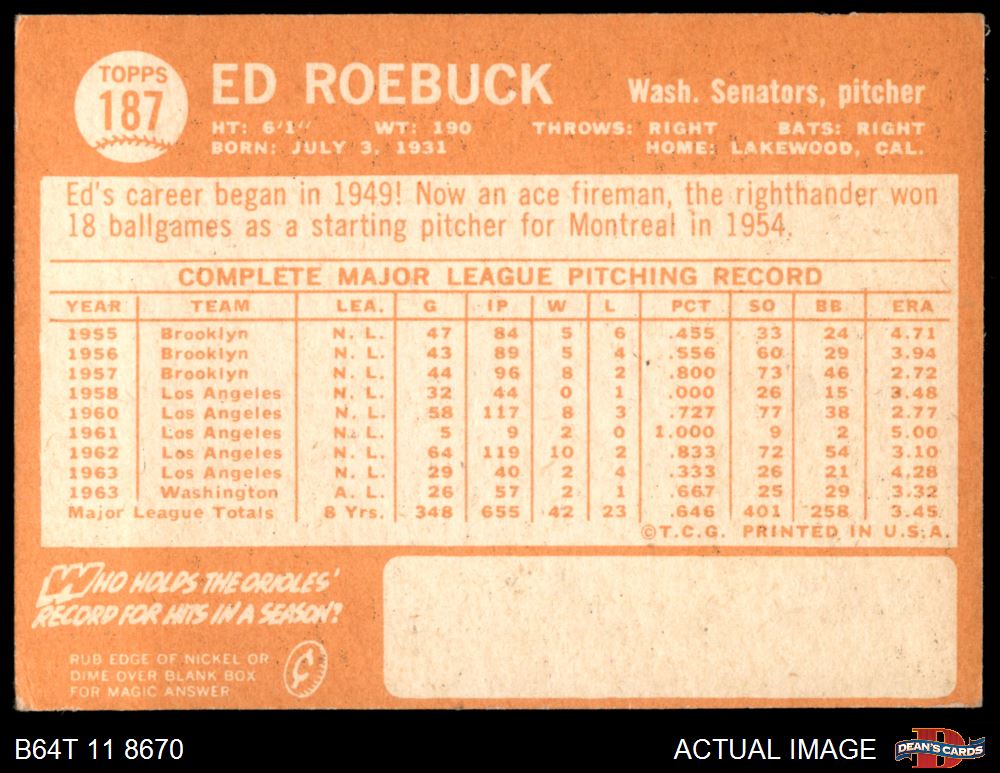 TOPPS
187
ED ROEBUCK
Wash. Senators, pitcher
HT: 6'1" WT: 190 THROWS: RIGHT BATS: RIGHT
BORN: JULY 3, 1931 HOME: LAKEWOOD, CAL.
Ed's career began in 1949! Now an ace fireman, the righthander won
18 ballgames as a starting pitcher for Montreal in 1954.
COMPLETE MAJOR LEAGUE PITCHING RECORD
YEAR TEAM LEA. G IP W L PCT SO BB ERA
1955 Brooklyn N. L. 47 84 5 6 .455 33 24 4.71
1956 Brooklyn N. L. 43 89 5 4 .556 60 29 3.94
1957 Brooklyn N. L. 44 96 8 2 .800 73 46 2.72
1958 Los Angeles N. L. 32 44 0 1 .000 26 15 3.48
1960 Los Angeles N. L. 58 117 8 3 .727 77 38 2.77
1961 Los Angeles N. L. 5 9 2 0 1.000 9 2 5.00
1962 Los Angeles N. L. 64 119 10 2 .833 72 54 3.10
1963 Los Angeles N. L. 29 40 2 4 .333 26 21 4.28
1963 Washington A. L. 26 57 2 1 .667 25 29 3.32
Major League Totals 8 Yrs. 348 655 42 23 .646 401 258 3.45
©T.C.G. PRINTED IN U.S.A.
WHO HOLDS THE ORIOLES'
RECORD FOR HITS IN A SEASON?
RUB EDGE OF NICKEL OR
DIME OVER BLANK BOX
FOR MAGIC ANSWER
¢
B64T 11 8670 ACTUAL IMAGE
D
DEAN'S CARDS